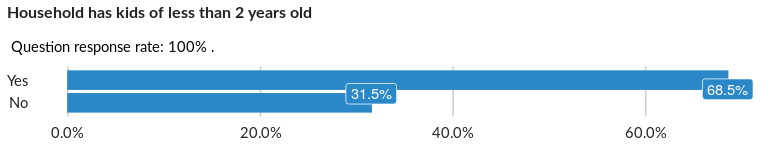 Household has kids of less than 2 years old
Question response rate: 100% .
Yes
68.5%
No
31.5%
0.0% 20.0% 40.0% 60.0%